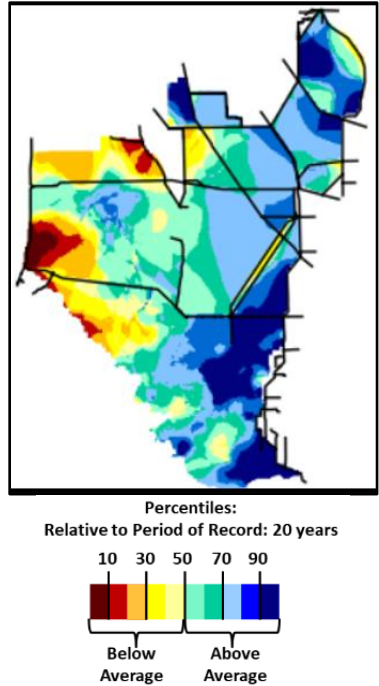 Percentiles:
Relative to Period of Record: 20 years
10 30 50 70 90
Below Above
Average Average